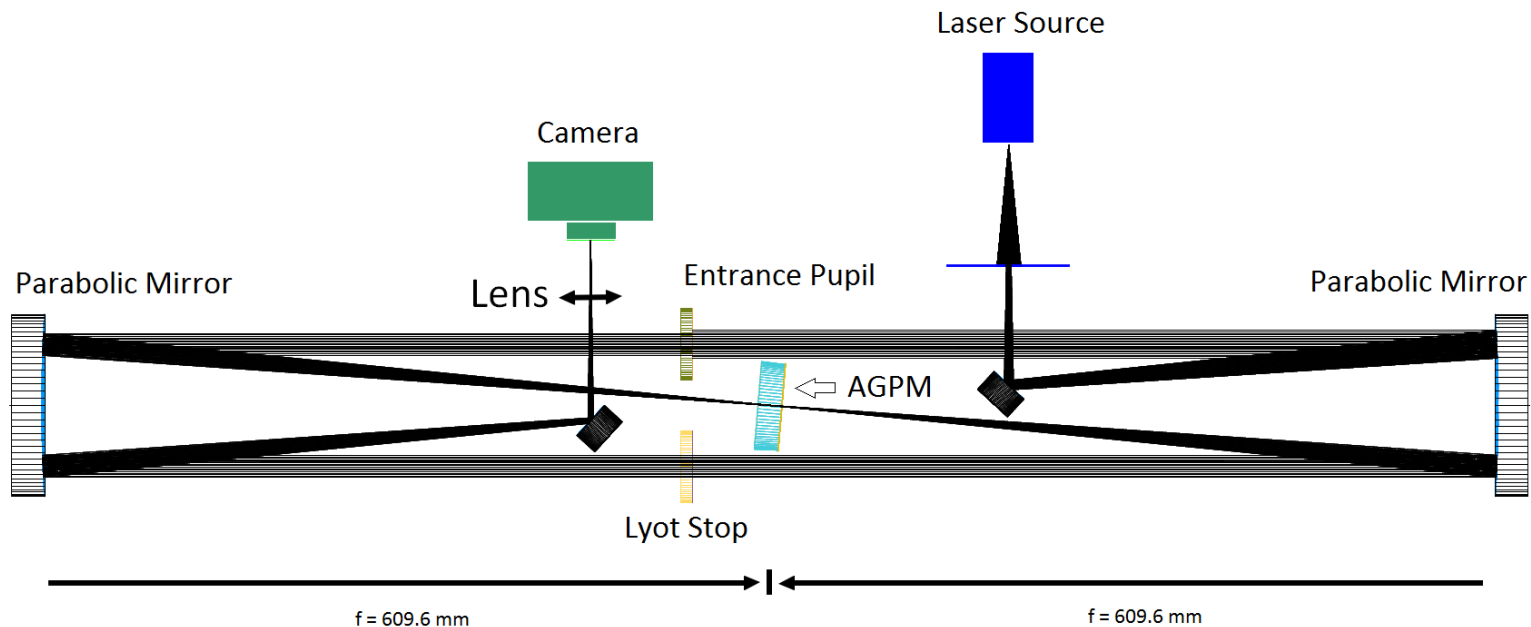 Laser Source
Camera
Parabolic Mirror
Lens
Entrance Pupil
Parabolic Mirror
AGPM
Lyot Stop
f = 609.6 mm
f = 609.6 mm